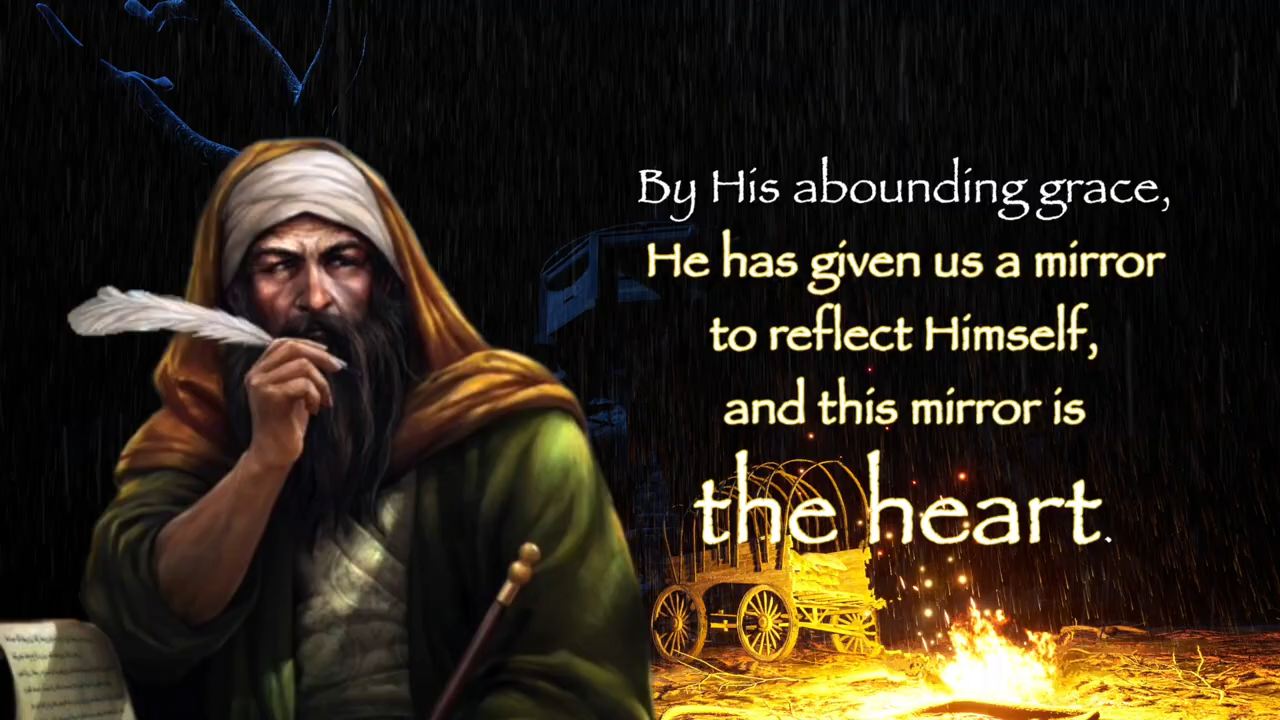 By His abounding grace,
He has given us a mirror
to reflect Himself,
and this mirror is
the heart.